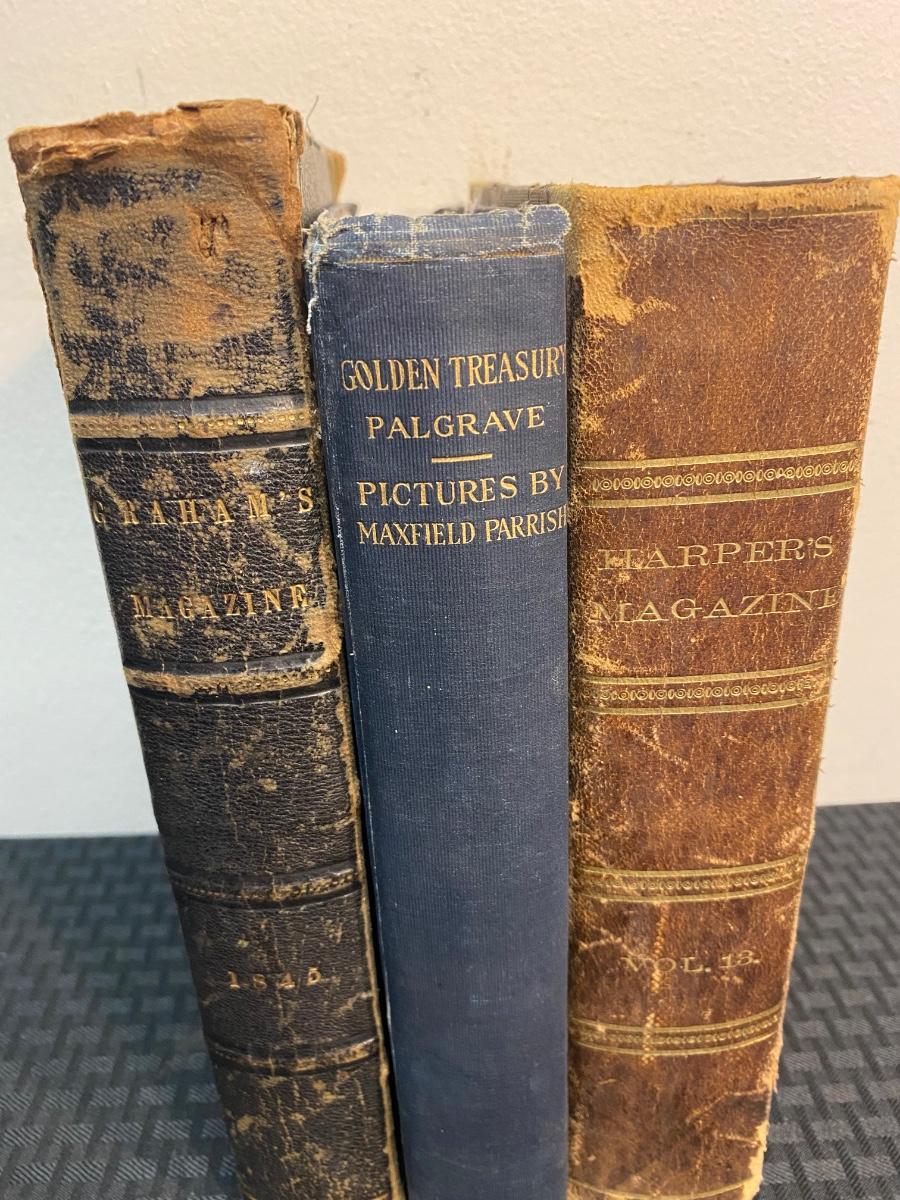 GRAHAM'S
MAGAZINE
1845
GOLDEN TREASURY
PALGRAVE
PICTURES BY
MAXFIELD PARRISH
HARPER'S
MAGAZINE
VOL. 13.